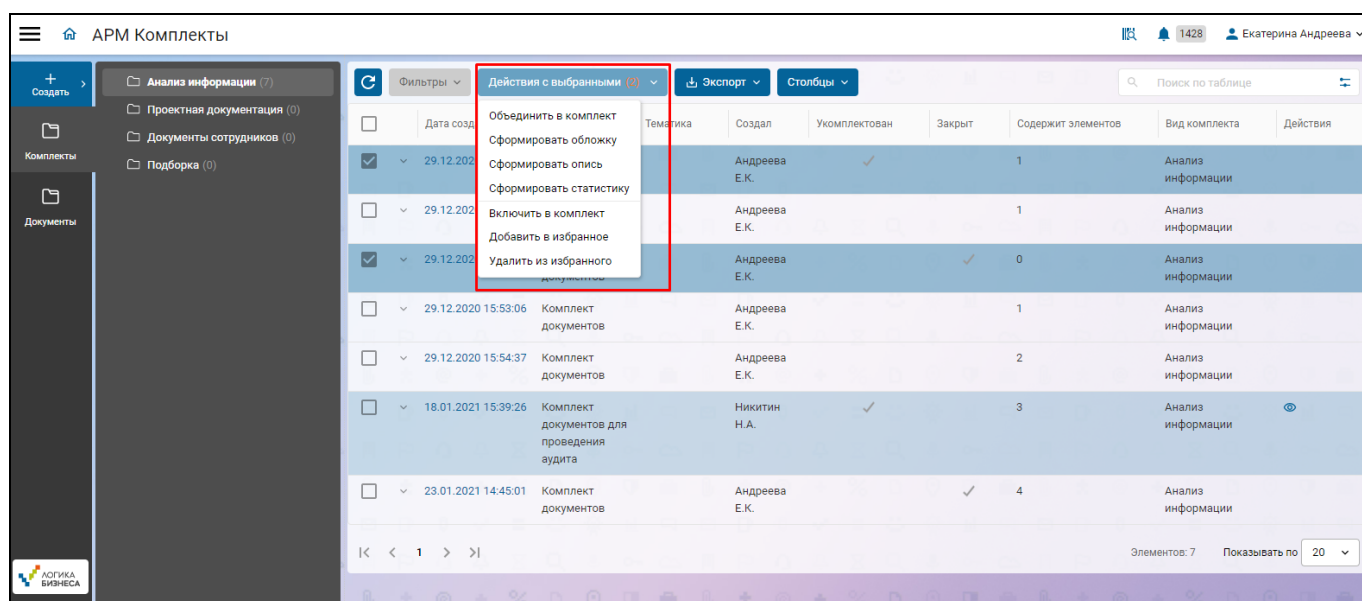 АРМ Комплекты
1428
Екатерина Андреева
Создать
Комплекты
Документы
Анализ информации (7)
Проектная документация (0)
Документы сотрудников (0)
Подборка (0)
Фильтры
Действия с выбранными
Экспорт
Столбцы
Поиск по таблице
Объединить в комплект
Сформировать обложку
Сформировать опись
Сформировать статистику
Включить в комплект
Добавить в избранное
Удалить из избранного
Дата созд
Тематика
Создал
Укомплектован
Закрыт
Содержит элементов
Вид комплекта
Действия
29.12.202
Андреева
Е.К.
1
Анализ
информации
29.12.202
Андреева
Е.К.
1
Анализ
информации
29.12.202
документов
Андреева
Е.К.
0
Анализ
информации
29.12.2020 15:53:06
Комплект
документов
Андреева
Е.К.
1
Анализ
информации
29.12.2020 15:54:37
Комплект
документов
Андреева
Е.К.
2
Анализ
информации
18.01.2021 15:39:26
Комплект
документов для
проведения
аудита
Никитин
Н.А.
3
Анализ
информации
23.01.2021 14:45:01
Комплект
документов
Андреева
Е.К.
4
Анализ
информации
1
Элементов: 7
Показывать по
20
ЛОГИКА
БИЗНЕСА